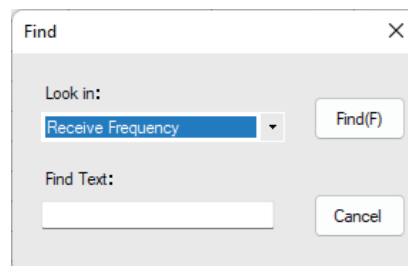 Find
Look in:
Receive Frequency
Find(F)
Find Text:
Cancel